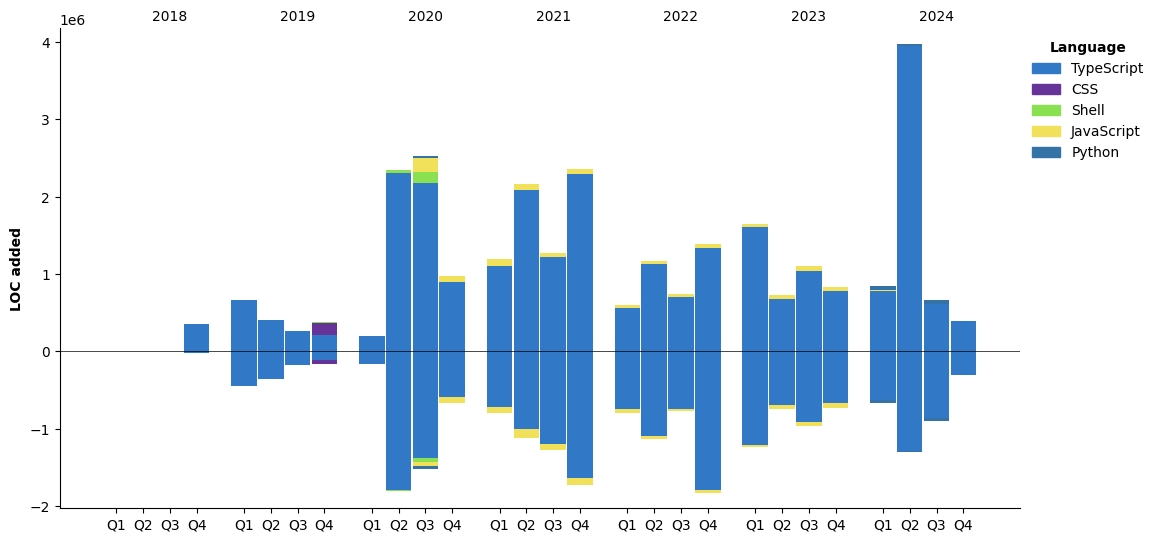 1e6
2018 2019 2020 2021 2022 2023 2024
Language
TypeScript
CSS
Shell
JavaScript
Python
LOC added
4
3
2
1
0
−1
−2
Q1 Q2 Q3 Q4 Q1 Q2 Q3 Q4 Q1 Q2 Q3 Q4 Q1 Q2 Q3 Q4 Q1 Q2 Q3 Q4 Q1 Q2 Q3 Q4 Q1 Q2 Q3 Q4